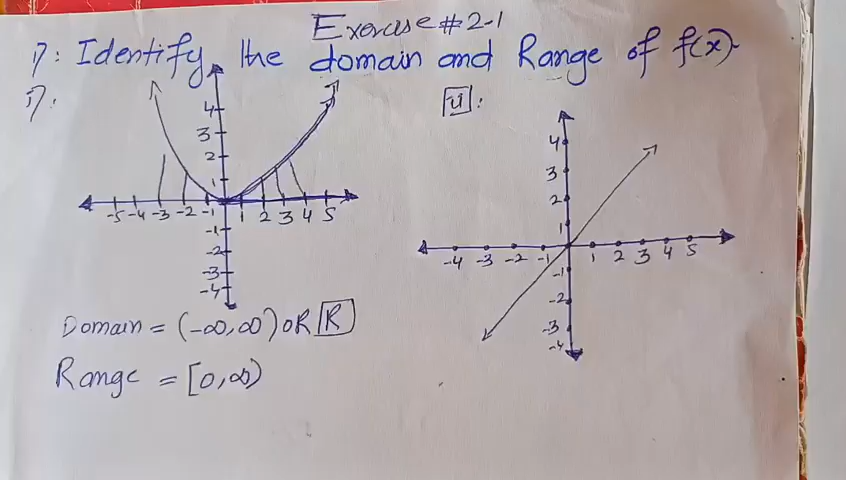 Exercise #2-1
1): Identify the domain and Range of f(x).
i):
ii:
4
3
2
1
-5 -4 -3 -2 -1 1 2 3 4 5
-1
-2
-3
-4
Domain = (-∞,∞) OR R
Range = [0,∞)
4
3
2
1
-4 -3 -2 -1 1 2 3 4 5
-1
-2
-3
-4